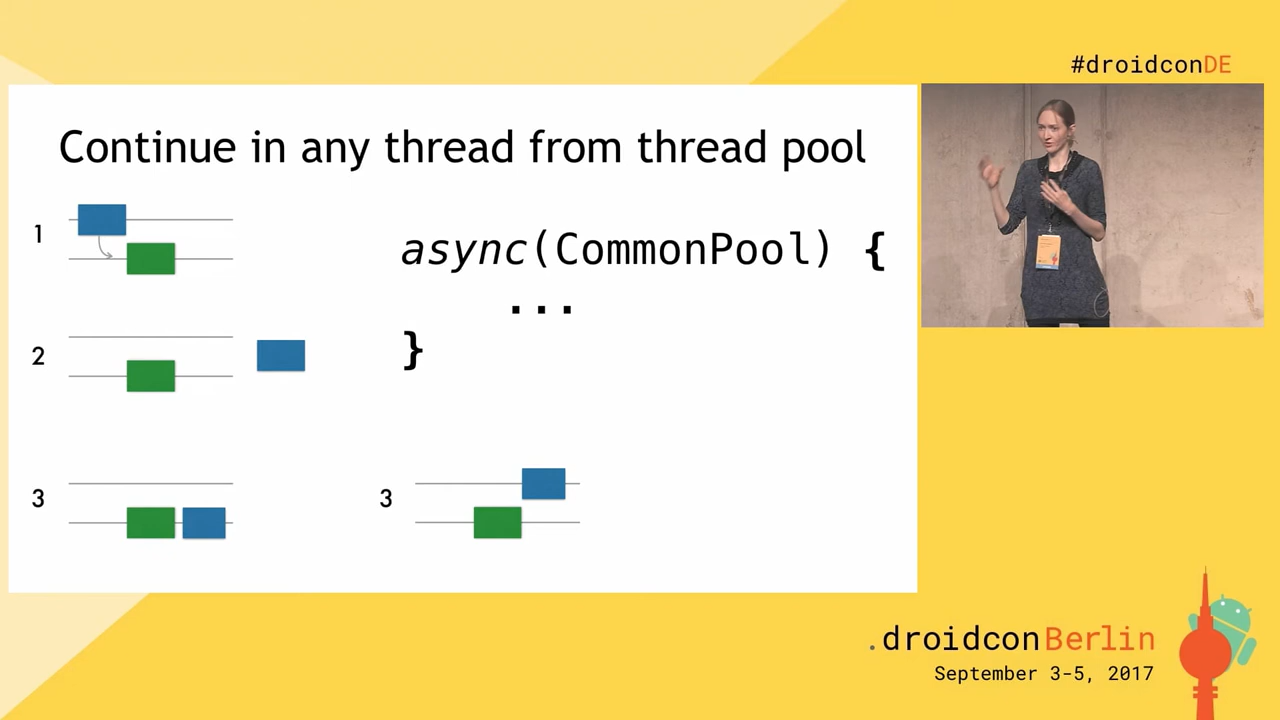 #droidconDE
Continue in any thread from thread pool
1
async(CommonPool) {
...
2
}
3
3
.droidconBerlin
September 3-5, 2017